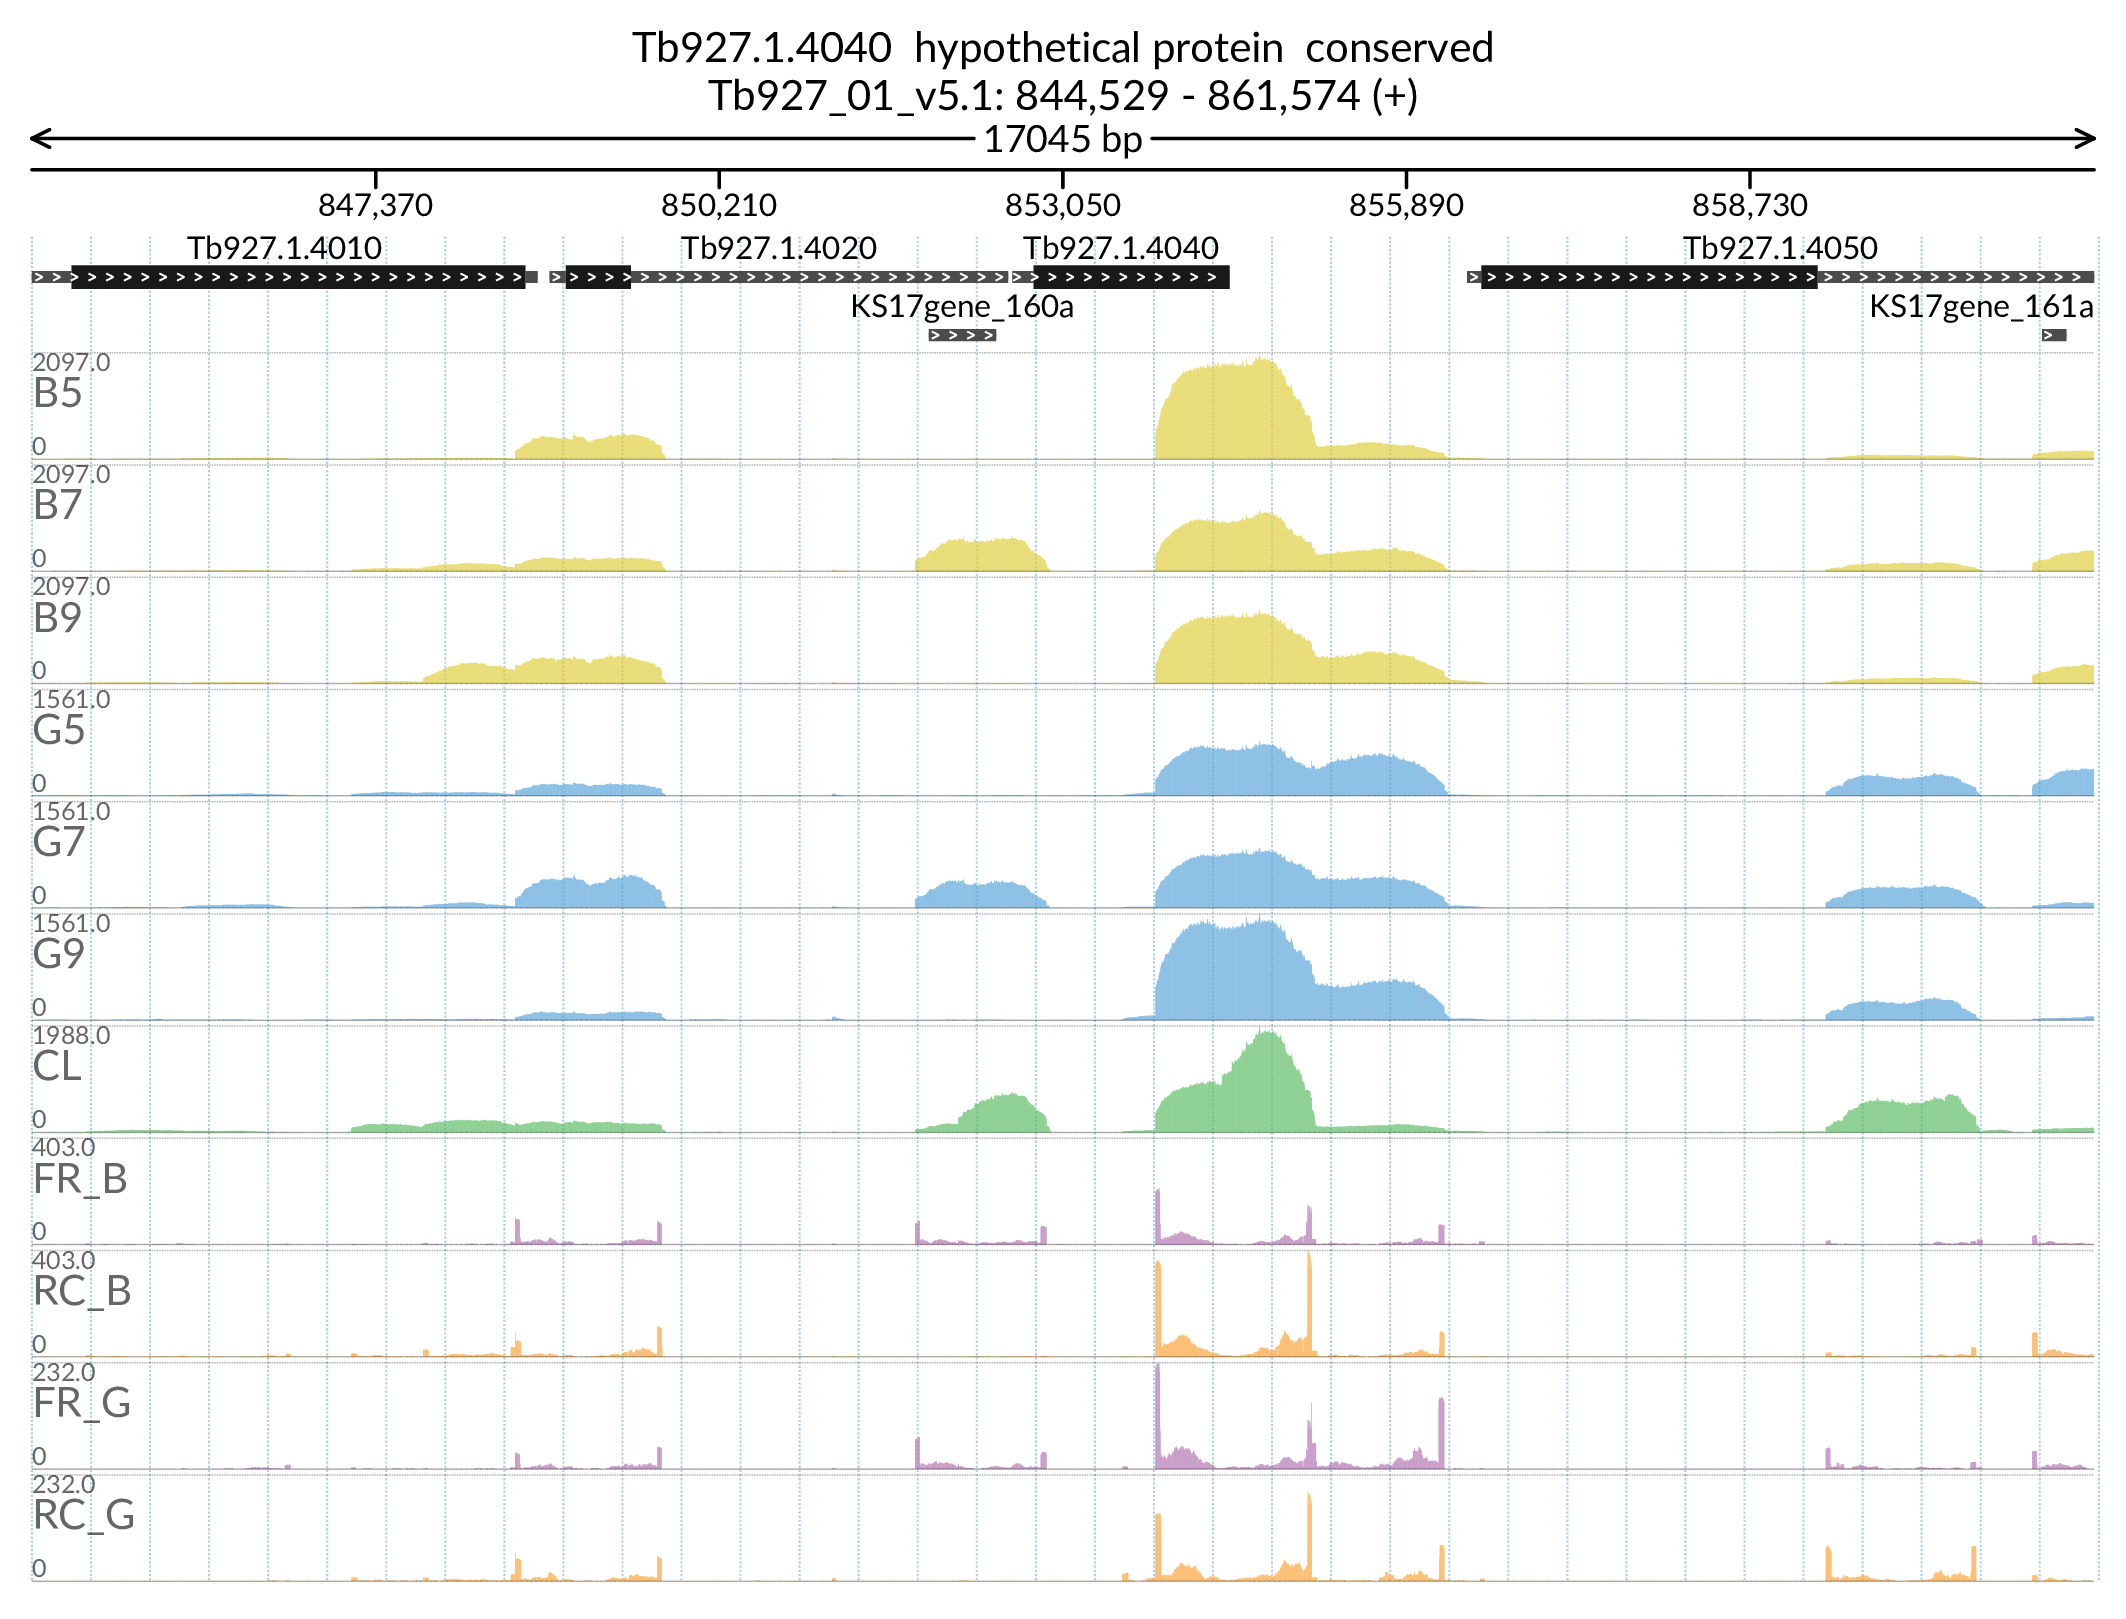 Tb927.1.4040 hypothetical protein conserved
Tb927_01_v5.1: 844,529 - 861,574 (+)
17045 bp
847,370 850,210 853,050 855,890 858,730
Tb927.1.4010 Tb927.1.4020 Tb927.1.4040 Tb927.1.4050
KS17gene_160a KS17gene_161a
2097.0
B5
0
2097.0
B7
0
2097.0
B9
0
1561.0
G5
0
1561.0
G7
0
1561.0
G9
0
1988.0
CL
0
403.0
FR_B
0
403.0
RC_B
0
232.0
FR_G
0
232.0
RC_G
0